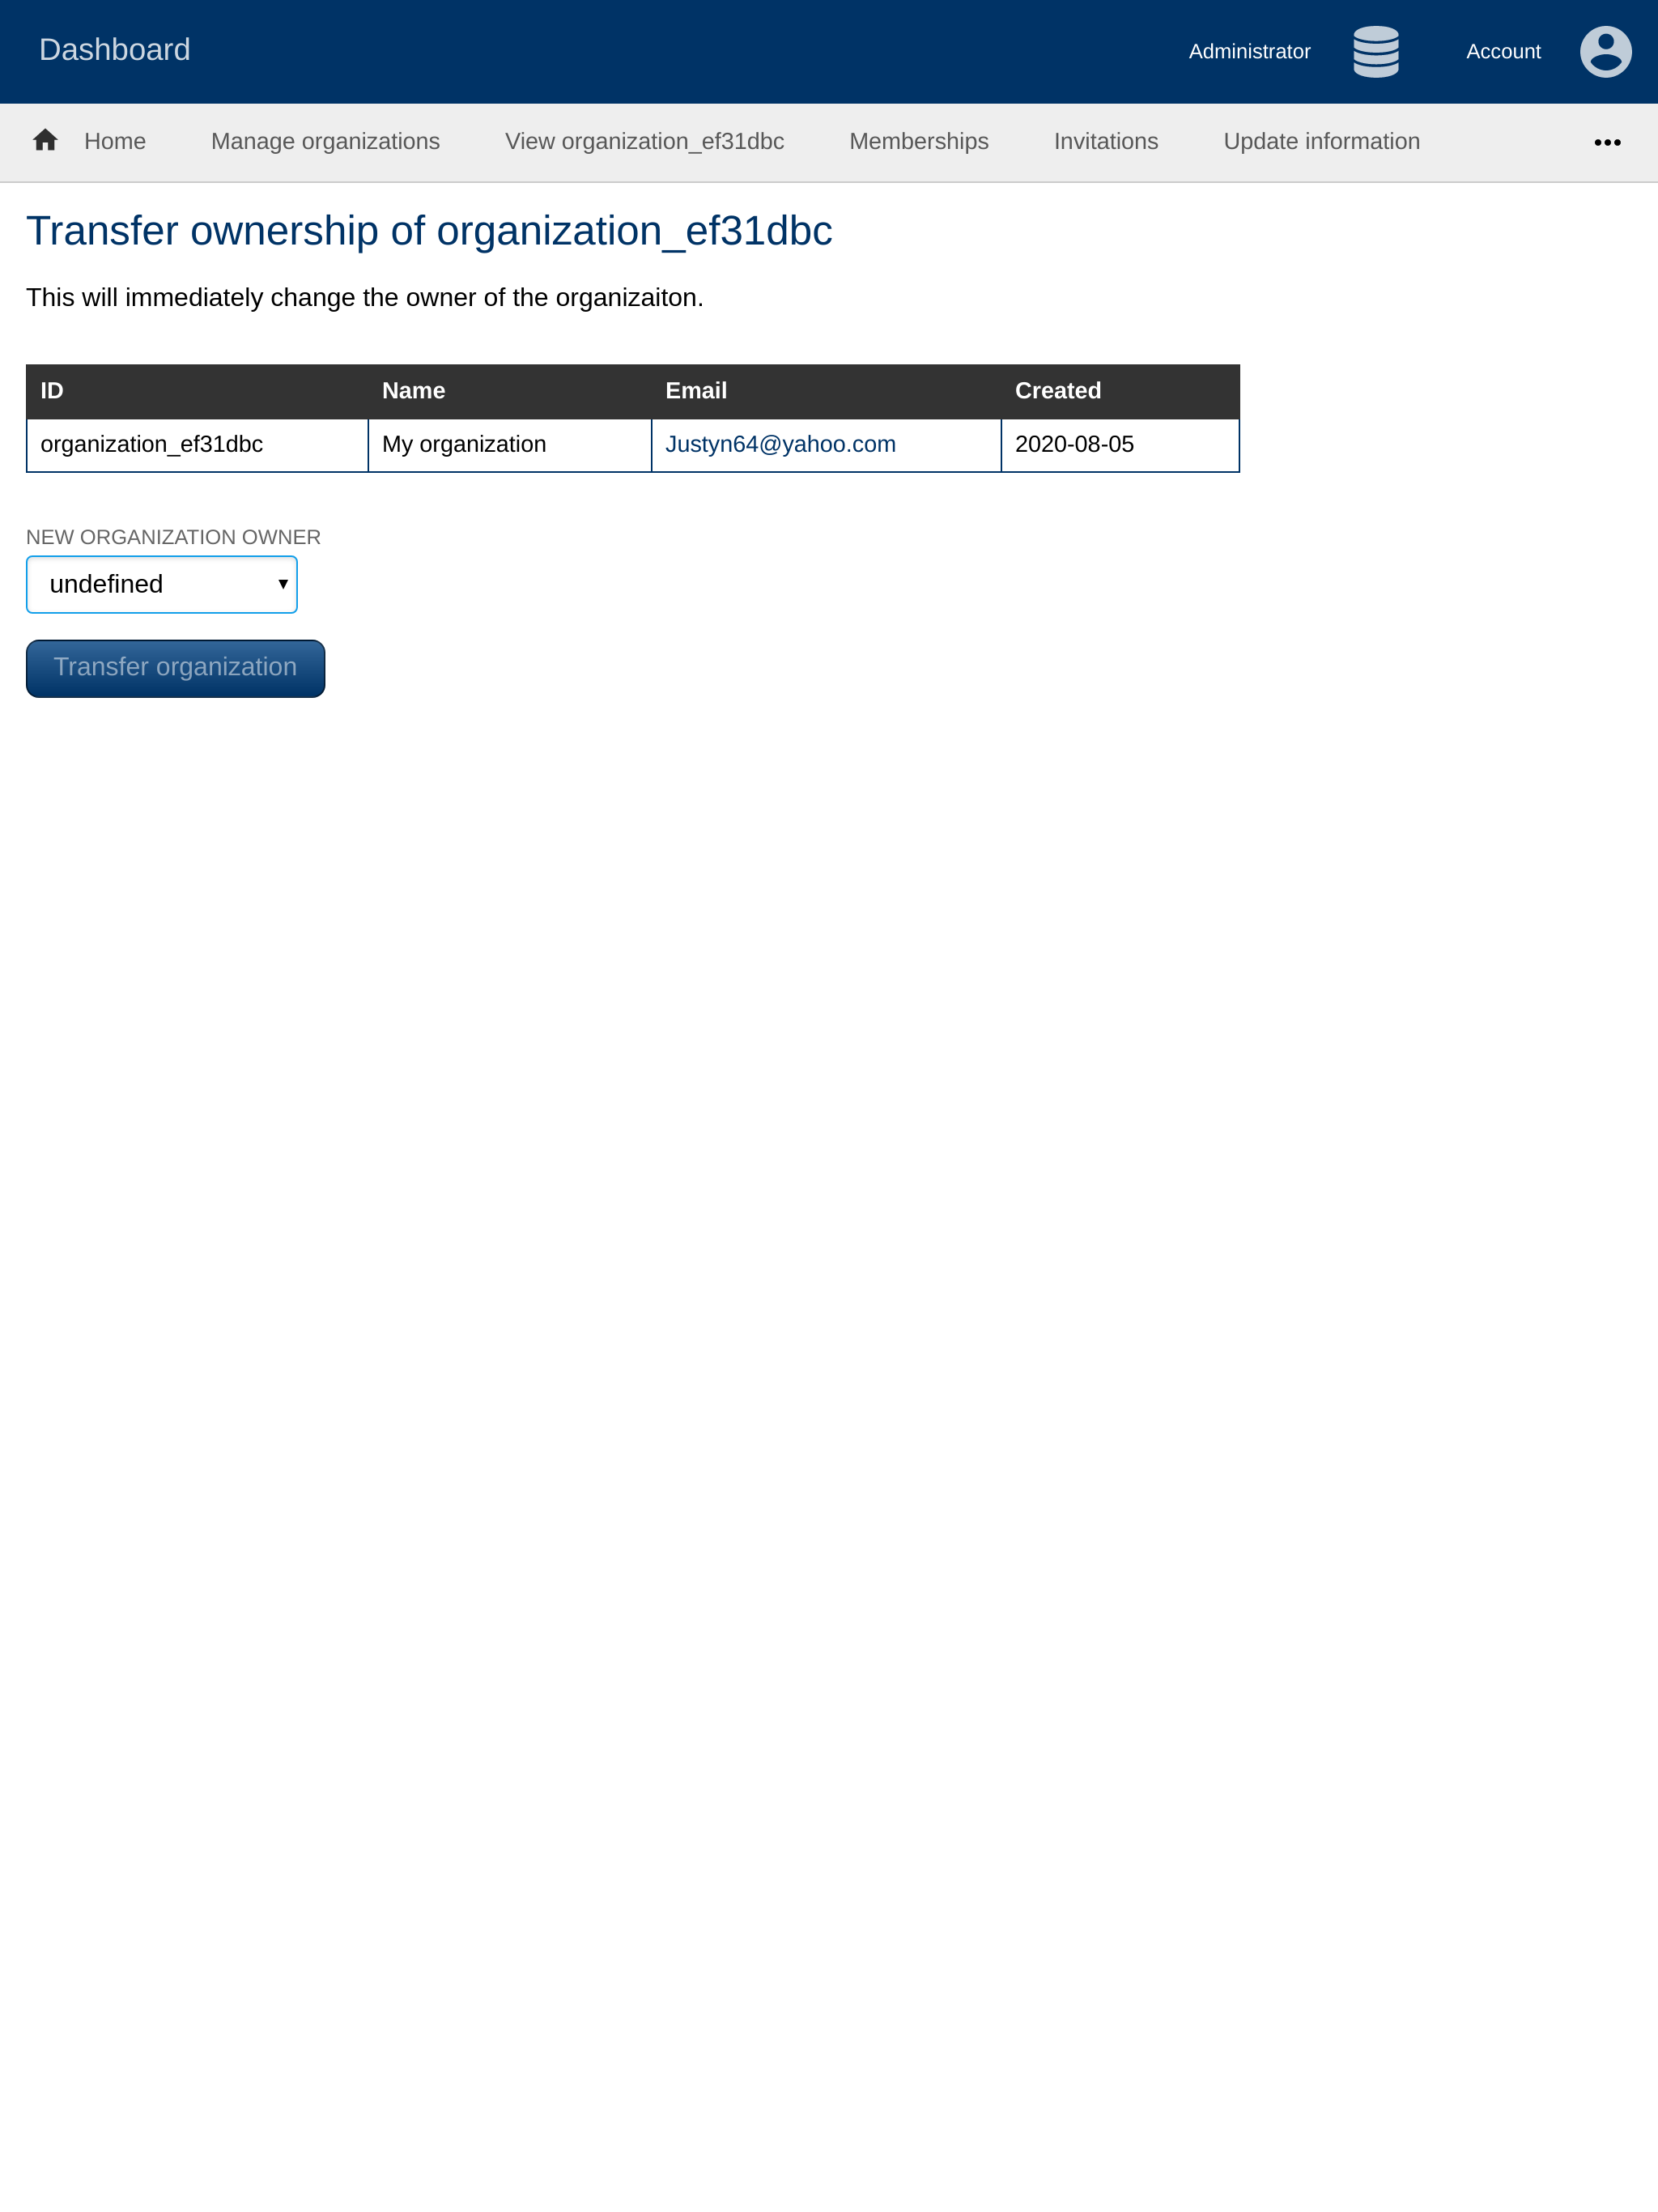 Dashboard Administrator Account
Home Manage organizations View organization_ef31dbc Memberships Invitations Update information •••
Transfer ownership of organization_ef31dbc
This will immediately change the owner of the organizaiton.
ID Name Email Created
organization_ef31dbc My organization Justyn64@yahoo.com 2020-08-05
NEW ORGANIZATION OWNER
undefined
Transfer organization